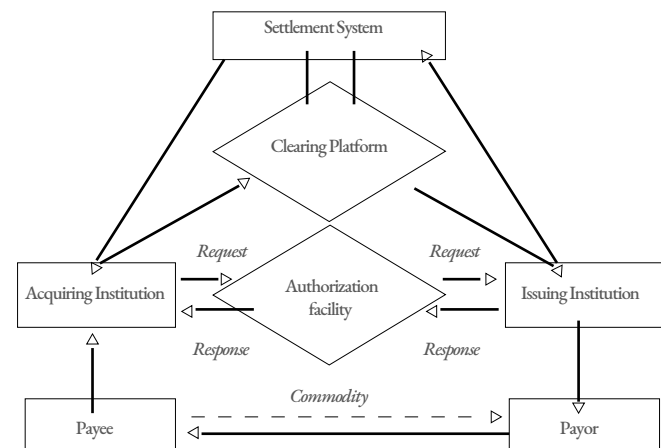 Settlement System
Clearing Platform
Request
Request
Acquiring Institution
Authorization
facility
Issuing Institution
Response
Response
Commodity
Payee
Payor